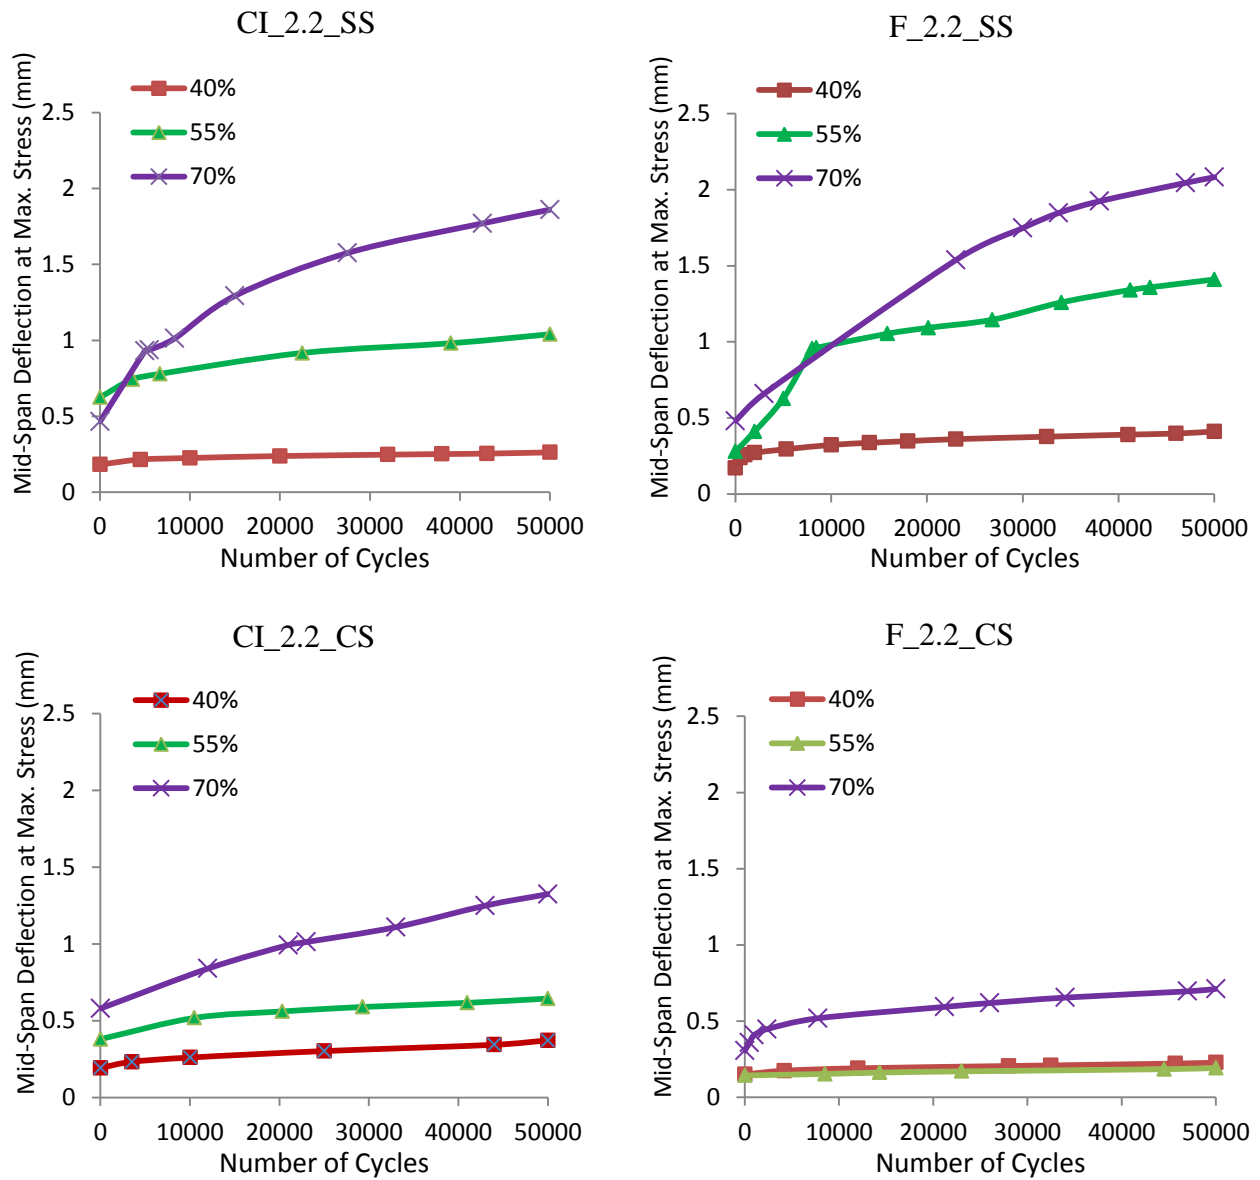 CI_2.2_SS
Mid-Span Deflection at Max. Stress (mm)
40%
55%
70%
2.5
2
1.5
1
0.5
0
0 10000 20000 30000 40000 50000
Number of Cycles
F_2.2_SS
Mid-Span Deflection at Max. Stress (mm)
40%
55%
70%
2.5
2
1.5
1
0.5
0
0 10000 20000 30000 40000 50000
Number of Cycles
CI_2.2_CS
Mid-Span Deflection at Max. Stress (mm)
40%
55%
70%
2.5
2
1.5
1
0.5
0
0 10000 20000 30000 40000 50000
Number of Cycles
F_2.2_CS
Mid-Span Deflection at Max. Stress (mm)
40%
55%
70%
2.5
2
1.5
1
0.5
0
0 10000 20000 30000 40000 50000
Number of Cycles